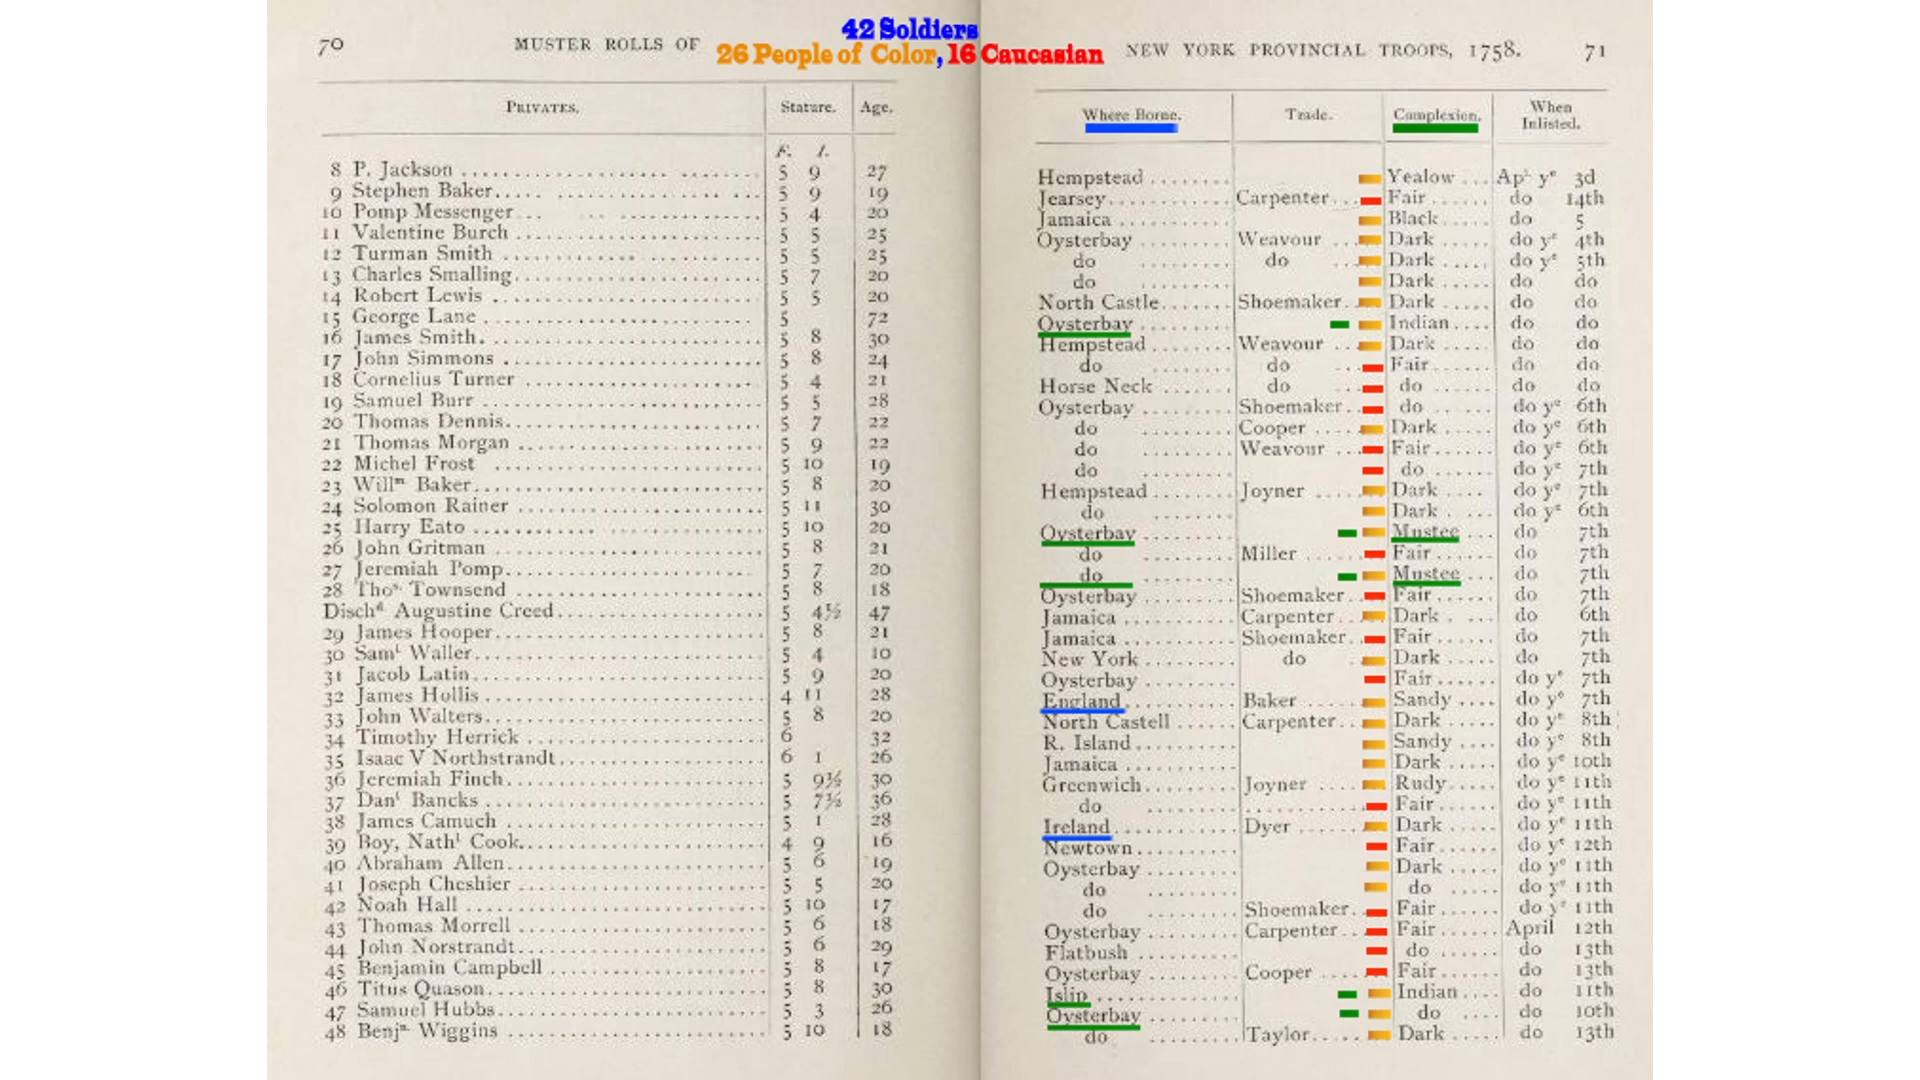 42 Soldiers
26 People of Color, 16 Caucasian
70 MUSTER ROLLS OF
PRIVATES. Stature. Age.
F. I.
8 P. Jackson 5 9 27
9 Stephen Baker 5 9 19
10 Pomp Messenger 5 4 20
11 Valentine Burch 5 5 25
12 Turman Smith 5 5 25
13 Charles Smalling 5 7 20
14 Robert Lewis 5 5 20
15 George Lane 5 72
16 James Smith 5 8 30
17 John Simmons 5 8 24
18 Cornelius Turner 5 4 21
19 Samuel Burr 5 5 28
20 Thomas Dennis 5 7 22
21 Thomas Morgan 5 9 22
22 Michel Frost 5 10 19
23 Willm Baker 5 8 20
24 Solomon Rainer 5 11 30
25 Harry Eato 5 10 20
26 John Gritman 5 8 21
27 Jeremiah Pomp 5 7 20
28 Thos Townsend 5 8 18
Dischd Augustine Creed 5 4½ 47
29 James Hooper 5 8 21
30 Saml Waller 5 4 10
31 Jacob Latin 5 9 20
32 James Hollis 4 11 28
33 John Walters 5 8 20
34 Timothy Herrick 6 32
35 Isaac V Northstrandt 6 1 26
36 Jeremiah Finch 5 9½ 30
37 Danl Bancks 5 7½ 36
38 James Camuch 5 1 28
39 Boy, Nathl Cook 4 9 16
40 Abraham Allen 5 6 19
41 Joseph Cheshier 5 5 20
42 Noah Hall 5 10 17
43 Thomas Morrell 5 6 18
44 John Norstrandt 5 6 29
45 Benjamin Campbell 5 8 17
46 Titus Quason 5 8 30
47 Samuel Hubbs 5 3 26
48 Benjn Wiggins 5 10 18
NEW YORK PROVINCIAL TROOPS, 1758. 71
Where Borne. Trade. Complexion. When Inlisted.
Hempstead Yealow Apl ye 3d
Jearsey Carpenter Fair do 14th
Jamaica Black do 5
Oysterbay Weavour Dark do ye 4th
do do Dark do ye 5th
do Dark do do
North Castle Shoemaker Dark do do
Oysterbay Indian do do
Hempstead Weavour Dark do do
do do Fair do do
Horse Neck do do do do
Oysterbay Shoemaker do do ye 6th
do Cooper Dark do ye 6th
do Weavour Fair do ye 6th
do do do ye 7th
Hempstead Joyner Dark do ye 7th
do Dark do ye 6th
Oysterbay Mustee do 7th
do Miller Fair do 7th
do Mustee do 7th
Oysterbay Shoemaker Fair do 7th
Jamaica Carpenter Dark do 6th
Jamaica Shoemaker Fair do 7th
New York do Dark do 7th
Oysterbay Fair do ye 7th
England Baker Sandy do ye 7th
North Castell Carpenter Dark do ye 8th
R. Island Sandy do ye 8th
Jamaica Dark do ye 10th
Greenwich Joyner Rudy do ye 11th
do Fair do ye 11th
Ireland Dyer Dark do ye 11th
Newtown Fair do ye 12th
Oysterbay Dark do ye 11th
do do do ye 11th
do Shoemaker Fair do ye 11th
Oysterbay Carpenter Fair April 12th
Flatbush do do 13th
Oysterbay Cooper Fair do 13th
Islip Indian do 11th
Oysterbay do do 10th
do Taylor Dark do 13th